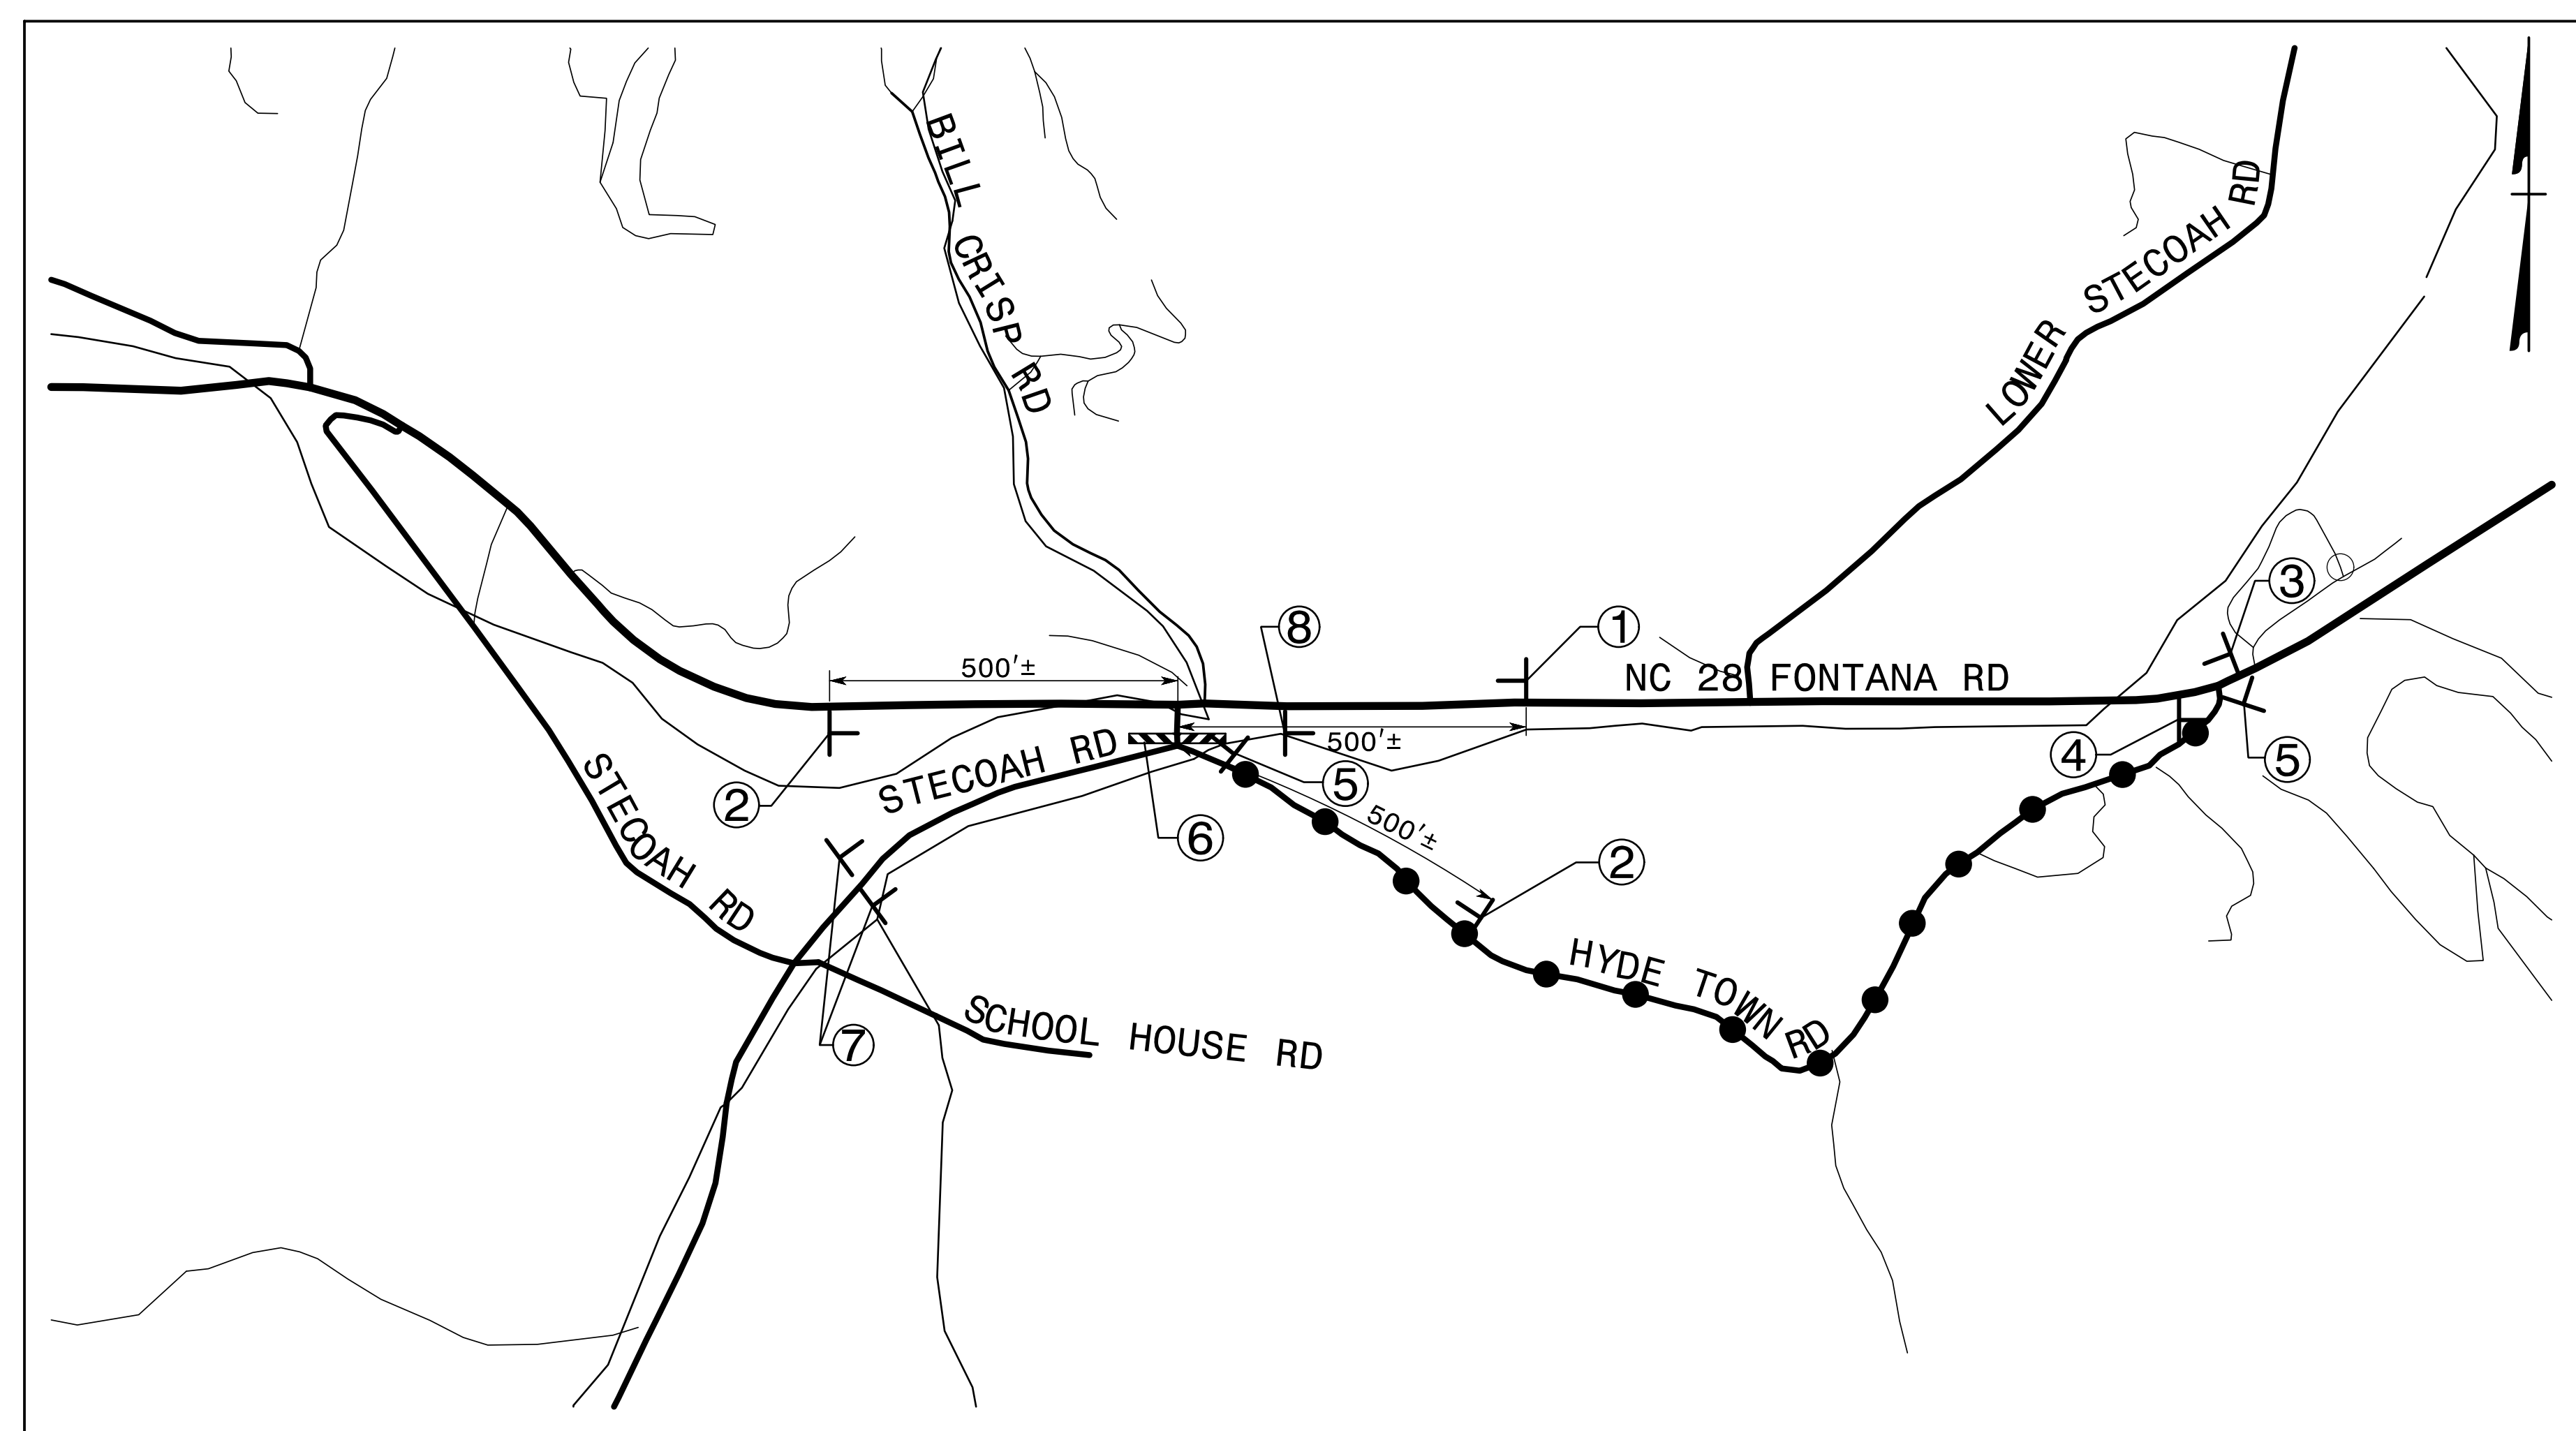 BILL CRISP RD
LOWER STECOAH RD
3
8
1
500'±
NC 28 FONTANA RD
500'±
4
5
2
STECOAH RD
5
6
500'±
2
STECOAH RD
HYDE TOWN RD
7
SCHOOL HOUSE RD